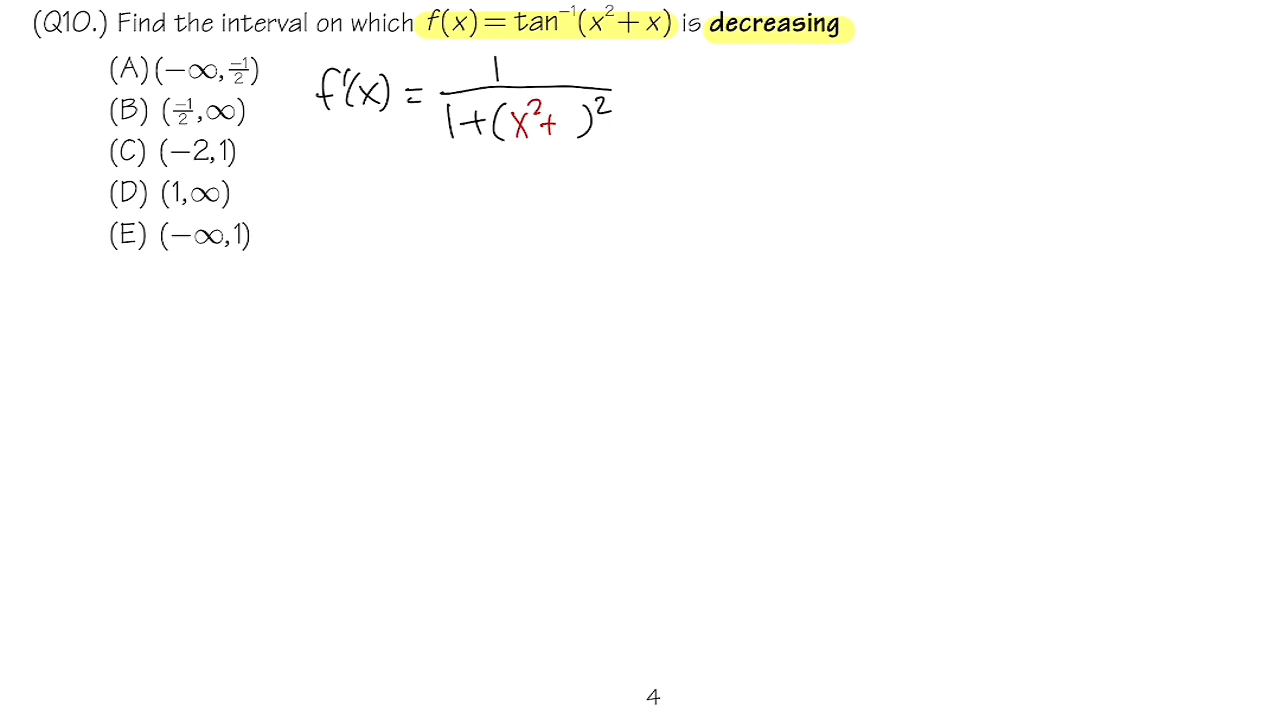 (Q10.) Find the interval on which f(x) = tan⁻¹(x² + x) is decreasing
(A) (−∞, -1/2)
(B) (-1/2, ∞)
(C) (−2, 1)
(D) (1, ∞)
(E) (−∞, 1)
f'(x) = 1/(1+(x²+ )²)
4